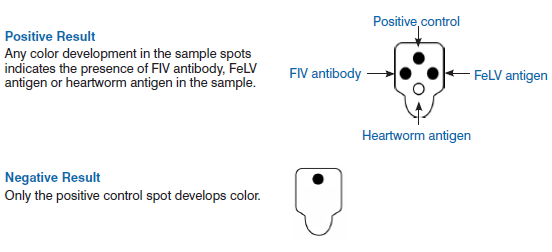 Positive control
Positive Result
Any color development in the sample spots
indicates the presence of FIV antibody, FeLV
antigen or heartworm antigen in the sample.
FIV antibody
FeLV antigen
Heartworm antigen
Negative Result
Only the positive control spot develops color.